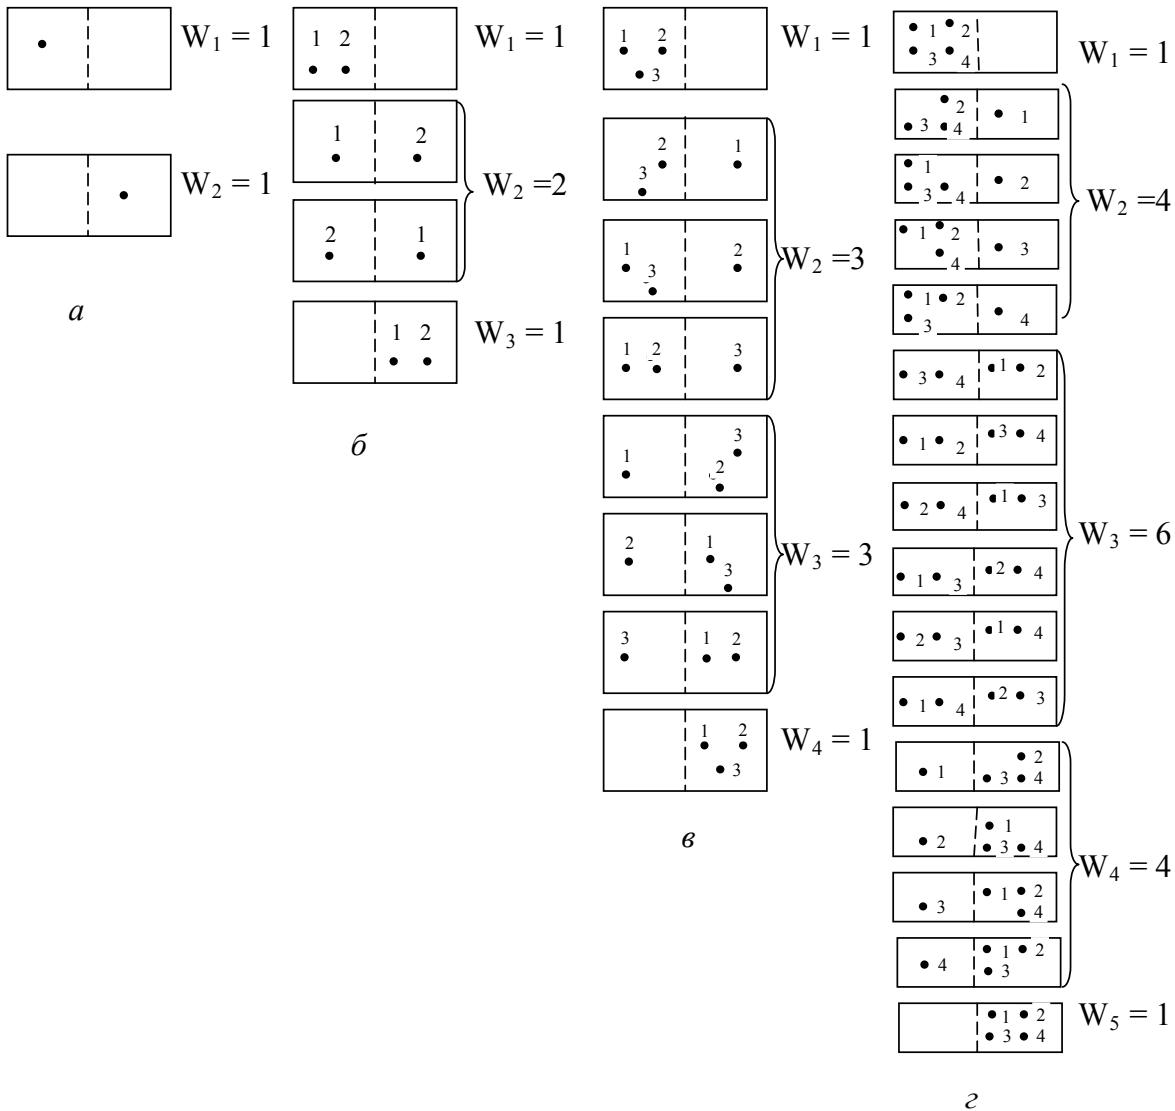 W₁ = 1
W₂ = 1
а
1 2
W₁ = 1
1 2
2 1
W₂ =2
1 2
W₃ = 1
б
1 2
3
W₁ = 1
2 1
3
1 2
3
1 2 3
W₂ =3
3
1 2
2 1
3
3 1 2
W₃ = 3
1 2
3
W₄ = 1
в
1 2
3 4
W₁ = 1
2
3 4 1
1
3 4 2
1 2
4 3
1 2
3 4
W₂ =4
3 4 1 2
1 2 3 4
2 4 1 3
1 3 2 4
2 3 1 4
1 4 2 3
W₃ = 6
2
1 3 4
1
2 3 4
1 2
3 4
1 2
4 3
W₄ = 4
1 2
3 4
W₅ = 1
г